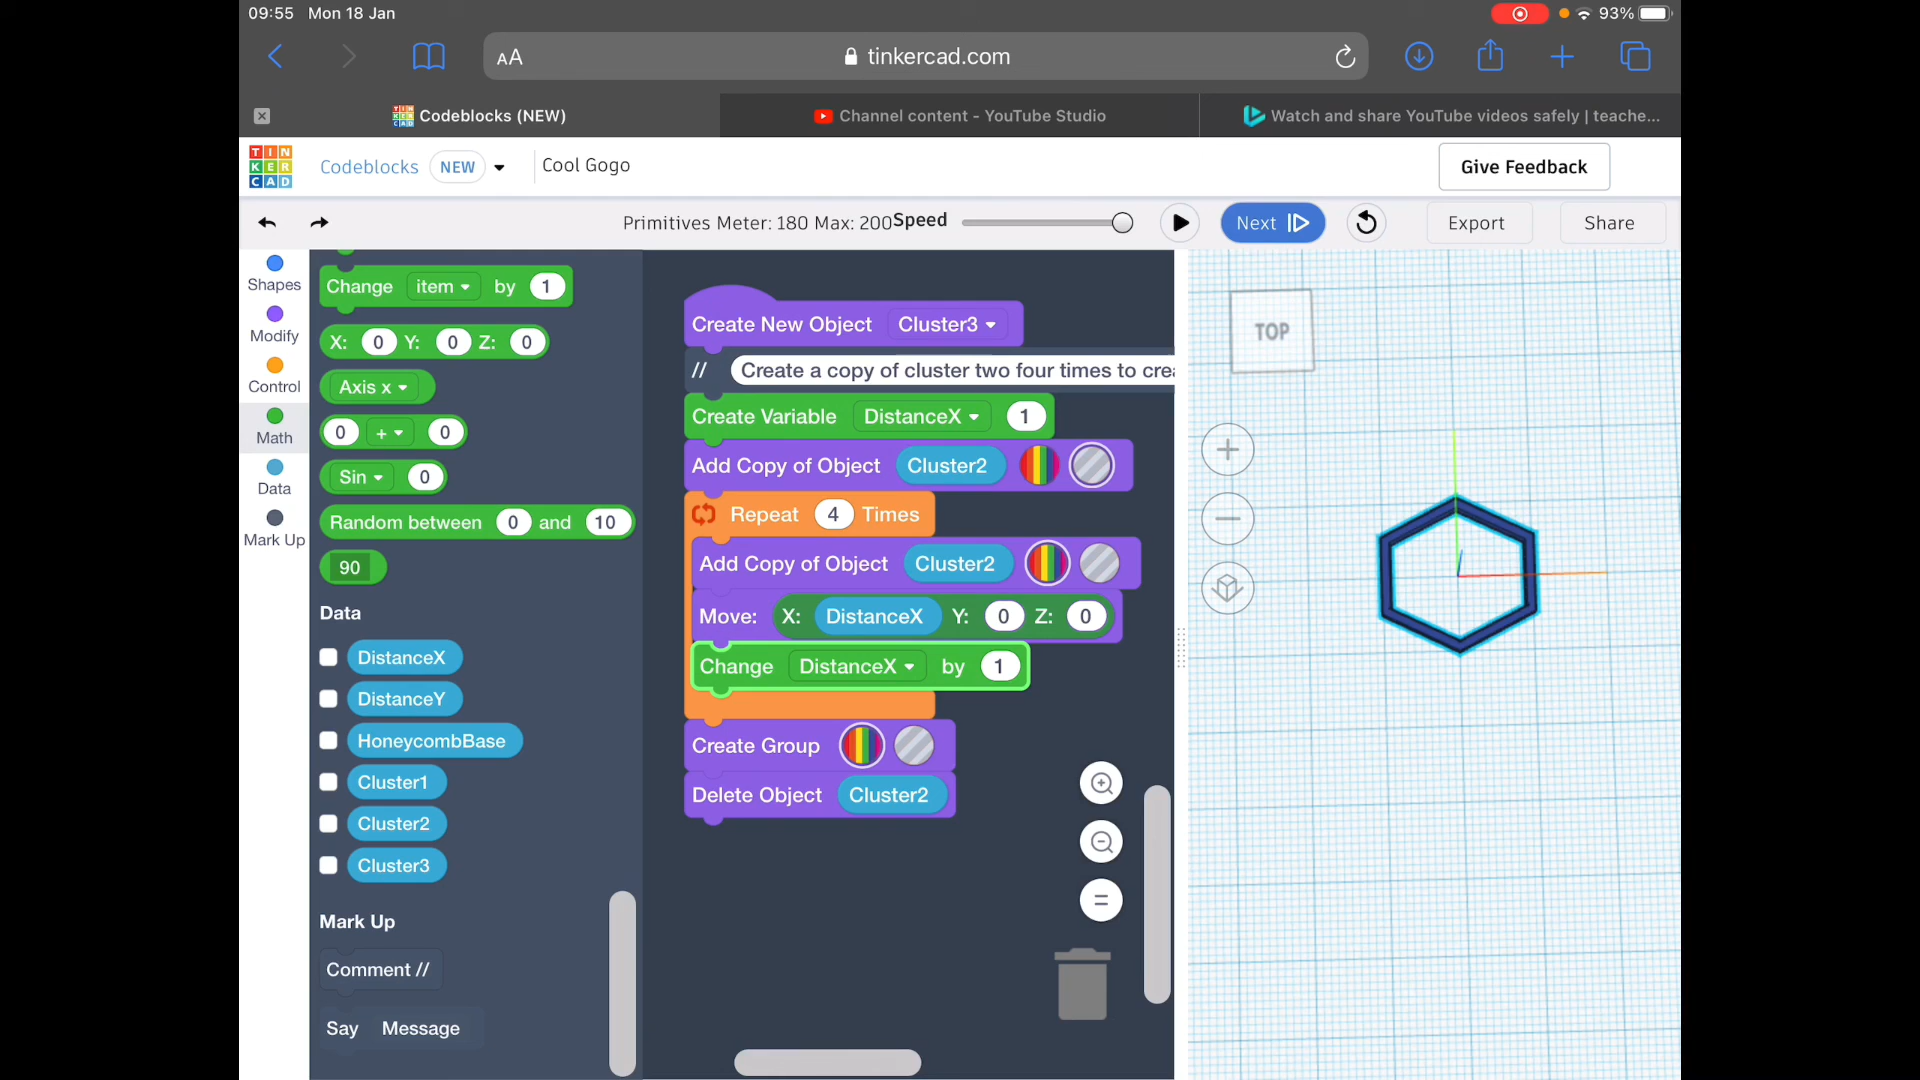 09:55 Mon 18 Jan
93%
AA
tinkercad.com
Codeblocks (NEW)
Channel content - YouTube Studio
Watch and share YouTube videos safely | teache...
TIN
KER
CAD
Codeblocks
NEW
Cool Gogo
Give Feedback
Primitives Meter: 180 Max: 200
Speed
Next
Export
Share
Shapes
Modify
Control
Math
Data
Mark Up
Change item by 1
X: 0 Y: 0 Z: 0
Axis x
0 + 0
Sin 0
Random between 0 and 10
90
Data
DistanceX
DistanceY
HoneycombBase
Cluster1
Cluster2
Cluster3
Mark Up
Comment //
Say Message
Create New Object Cluster3
// Create a copy of cluster two four times to crea
Create Variable DistanceX 1
Add Copy of Object Cluster2
Repeat 4 Times
Add Copy of Object Cluster2
Move: X: DistanceX Y: 0 Z: 0
Change DistanceX by 1
Create Group
Delete Object Cluster2
TOP